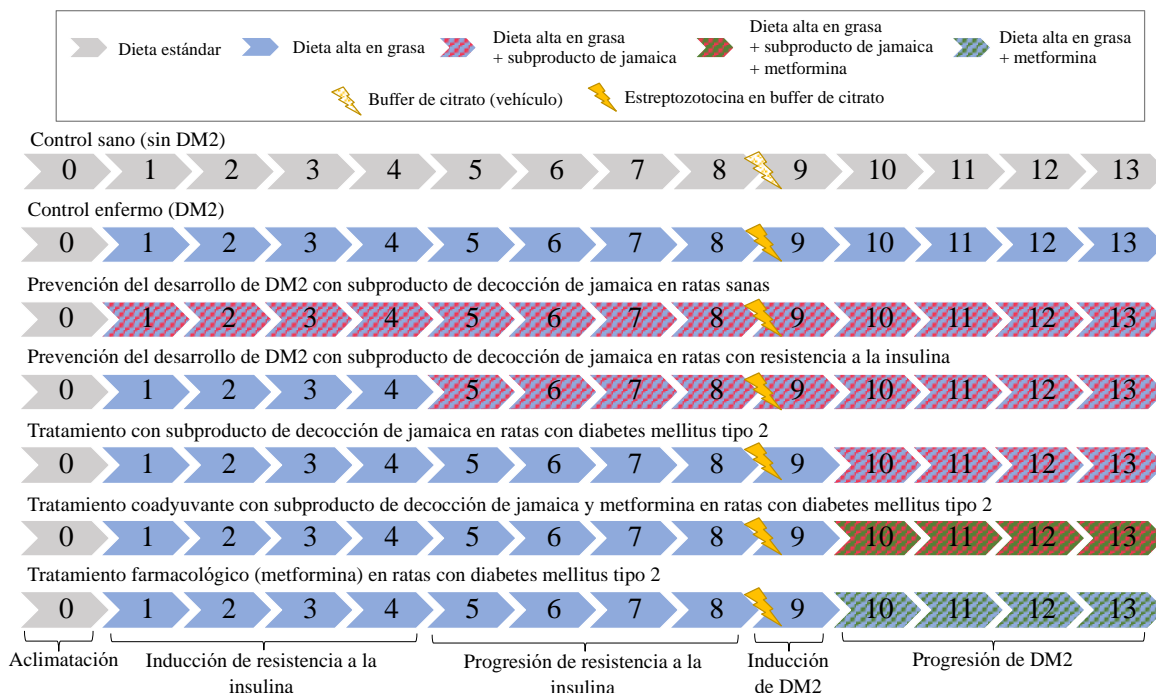 Dieta estándar
Dieta alta en grasa
Dieta alta en grasa
+ subproducto de jamaica
Dieta alta en grasa
+ subproducto de jamaica
+ metformina
Dieta alta en grasa
+ metformina
Buffer de citrato (vehículo)
Estreptozotocina en buffer de citrato
Control sano (sin DM2)
0 1 2 3 4 5 6 7 8 9 10 11 12 13
Control enfermo (DM2)
0 1 2 3 4 5 6 7 8 9 10 11 12 13
Prevención del desarrollo de DM2 con subproducto de decocción de jamaica en ratas sanas
0 1 2 3 4 5 6 7 8 9 10 11 12 13
Prevención del desarrollo de DM2 con subproducto de decocción de jamaica en ratas con resistencia a la insulina
0 1 2 3 4 5 6 7 8 9 10 11 12 13
Tratamiento con subproducto de decocción de jamaica en ratas con diabetes mellitus tipo 2
0 1 2 3 4 5 6 7 8 9 10 11 12 13
Tratamiento coadyuvante con subproducto de decocción de jamaica y metformina en ratas con diabetes mellitus tipo 2
0 1 2 3 4 5 6 7 8 9 10 11 12 13
Tratamiento farmacológico (metformina) en ratas con diabetes mellitus tipo 2
0 1 2 3 4 5 6 7 8 9 10 11 12 13
Aclimatación
Inducción de resistencia a la
insulina
Progresión de resistencia a la
insulina
Inducción
de DM2
Progresión de DM2